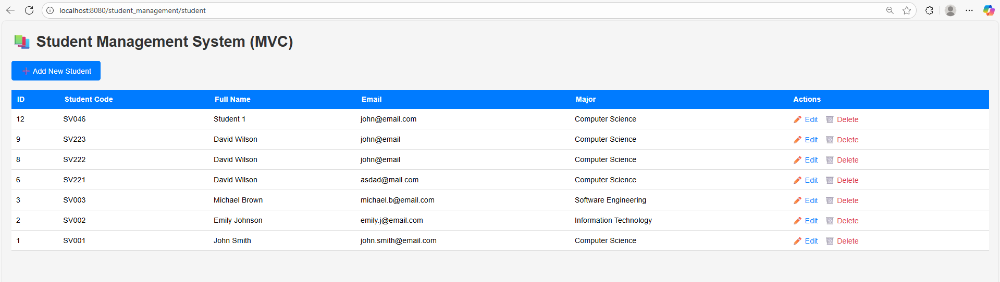 localhost:8080/student_management/student
Student Management System (MVC)
Add New Student
ID Student Code Full Name Email Major Actions
12 SV046 Student 1 john@email.com Computer Science Edit Delete
9 SV223 David Wilson john@email Computer Science Edit Delete
8 SV222 David Wilson john@email Computer Science Edit Delete
6 SV221 David Wilson asdad@mail.com Computer Science Edit Delete
3 SV003 Michael Brown michael.b@email.com Software Engineering Edit Delete
2 SV002 Emily Johnson emily.j@email.com Information Technology Edit Delete
1 SV001 John Smith john.smith@email.com Computer Science Edit Delete